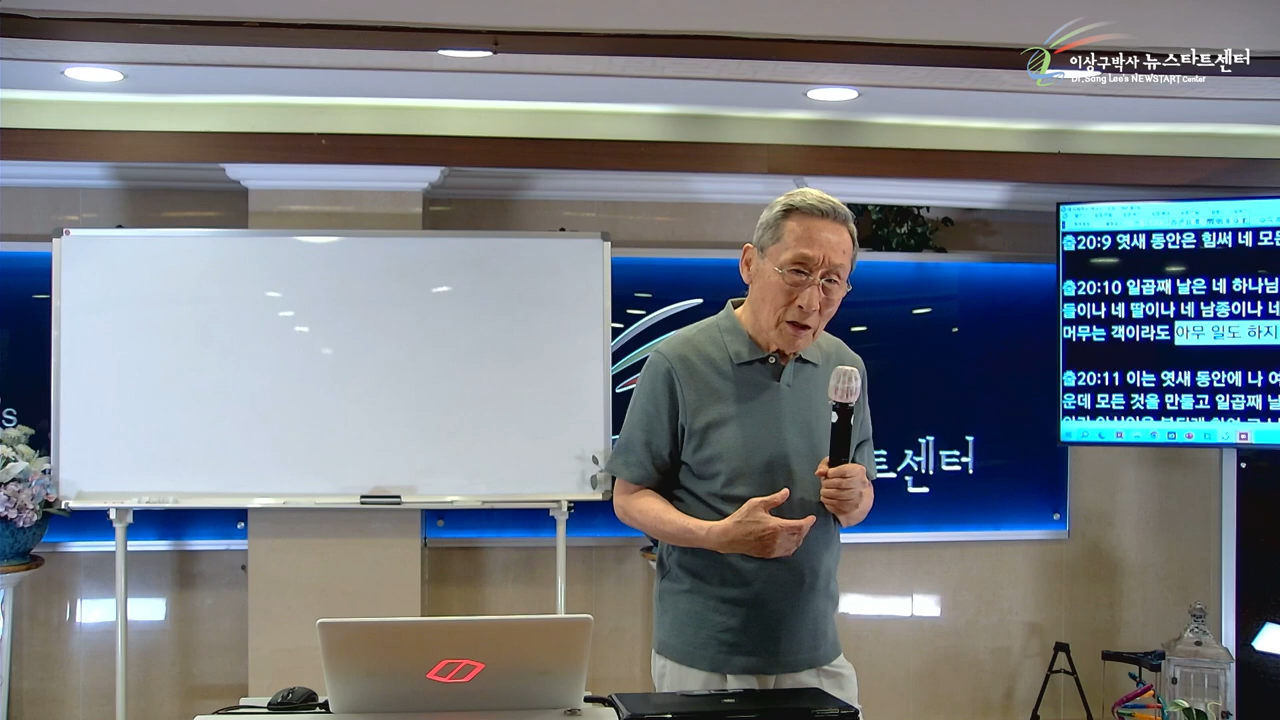 이상구박사 뉴스타트센터
Dr.Sang Lee's NEWSTART Center
출20:9 엿새 동안은 힘써 네 모든
출20:10 일곱째 날은 네 하나님
들이나 네 딸이나 네 남종이나 네
머무는 객이라도 아무 일도 하지
출20:11 이는 엿새 동안에 나 여
운데 모든 것을 만들고 일곱째 날
's
트센터